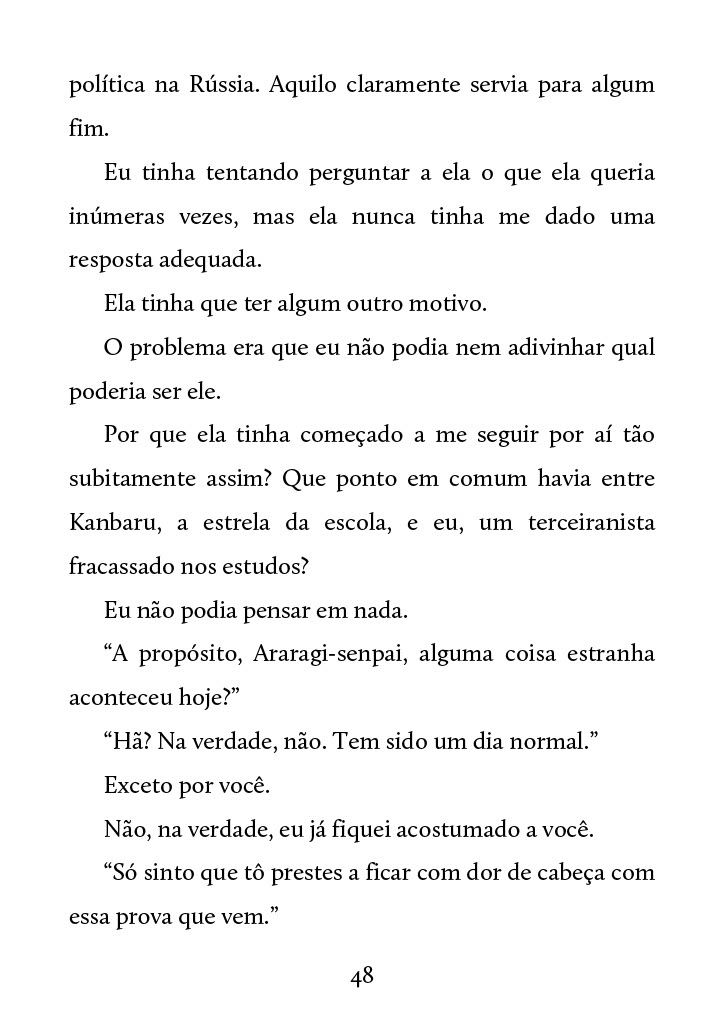 política na Rússia. Aquilo claramente servia para algum
fim.
Eu tinha tentando perguntar a ela o que ela queria
inúmeras vezes, mas ela nunca tinha me dado uma
resposta adequada.
Ela tinha que ter algum outro motivo.
O problema era que eu não podia nem adivinhar qual
poderia ser ele.
Por que ela tinha começado a me seguir por aí tão
subitamente assim? Que ponto em comum havia entre
Kanbaru, a estrela da escola, e eu, um terceiranista
fracassado nos estudos?
Eu não podia pensar em nada.
“A propósito, Araragi-senpai, alguma coisa estranha
aconteceu hoje?”
“Hã? Na verdade, não. Tem sido um dia normal.”
Exceto por você.
Não, na verdade, eu já fiquei acostumado a você.
“Só sinto que tô prestes a ficar com dor de cabeça com
essa prova que vem.”
48